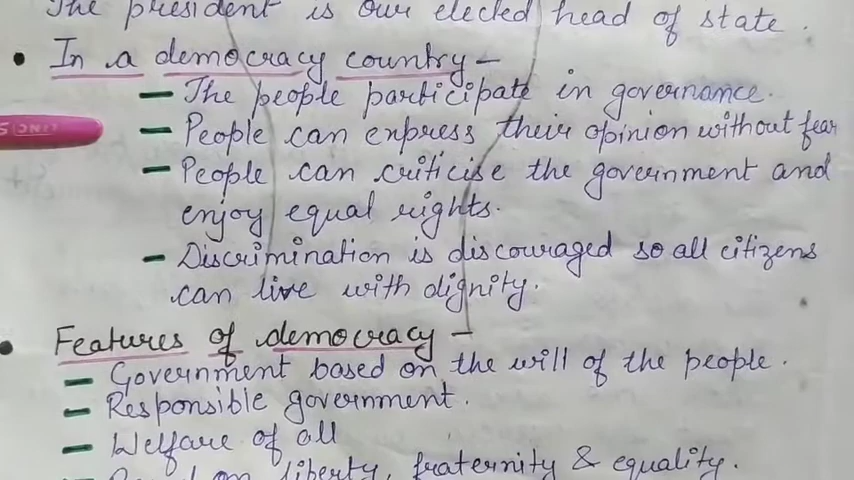 The president is our elected head of state.
• In a democracy country -
- The people participate in governance.
- People can express their opinion without fear
- People can criticise the government and
enjoy equal rights.
- Discrimination is discouraged so all citizens
can live with dignity.
• Features of democracy -
- Government based on the will of the people.
- Responsible government.
- Welfare of all
- Based on liberty, fraternity & equality.